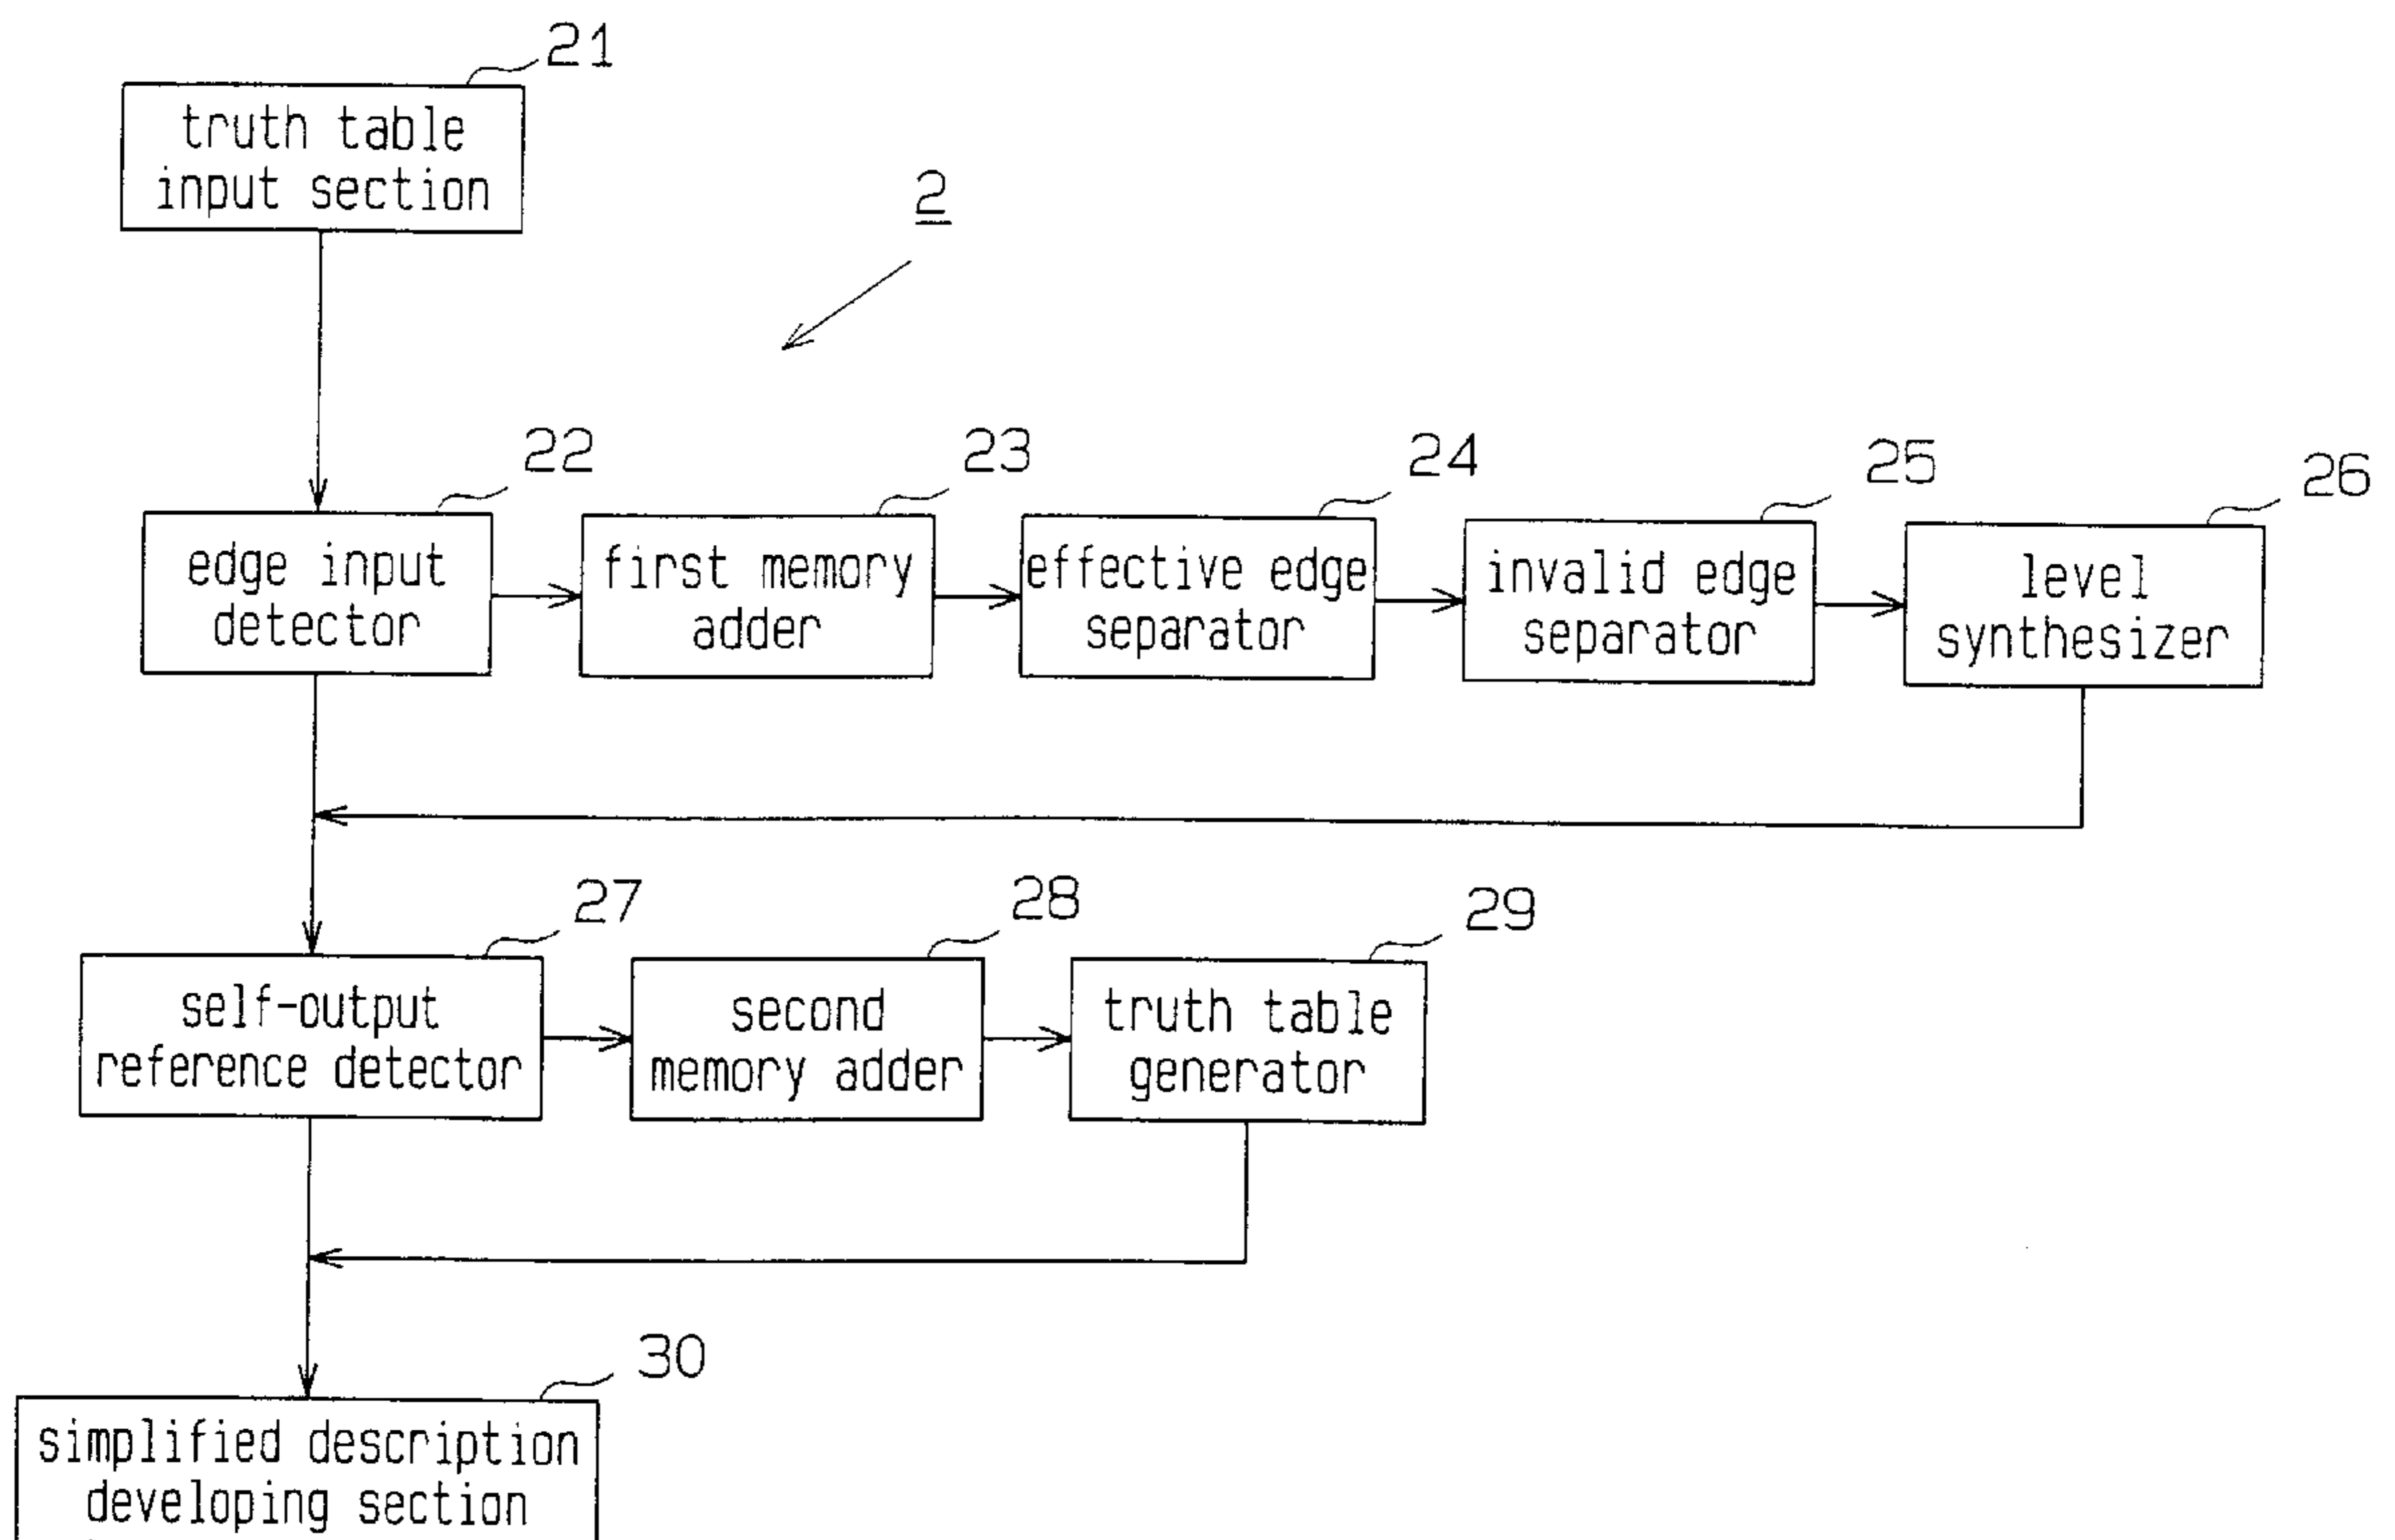 21
truth table
input section
2
22
edge input
detector
23
first memory
adder
24
effective edge
separator
25
invalid edge
separator
26
level
synthesizer
27
self-output
reference detector
28
second
memory adder
29
truth table
generator
30
simplified description
developing section